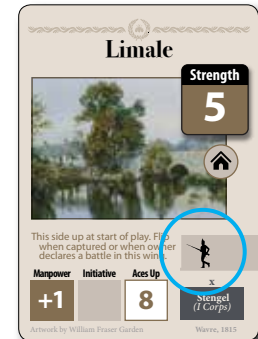 Limale
Strength
5
This side up at start of play. Flip
when captured or when owner
declares a battle in this wing.
Manpower Initiative Aces Up
+1 8
x
Stengel
(I Corps)
Artwork by William Fraser Garden Wavre, 1815